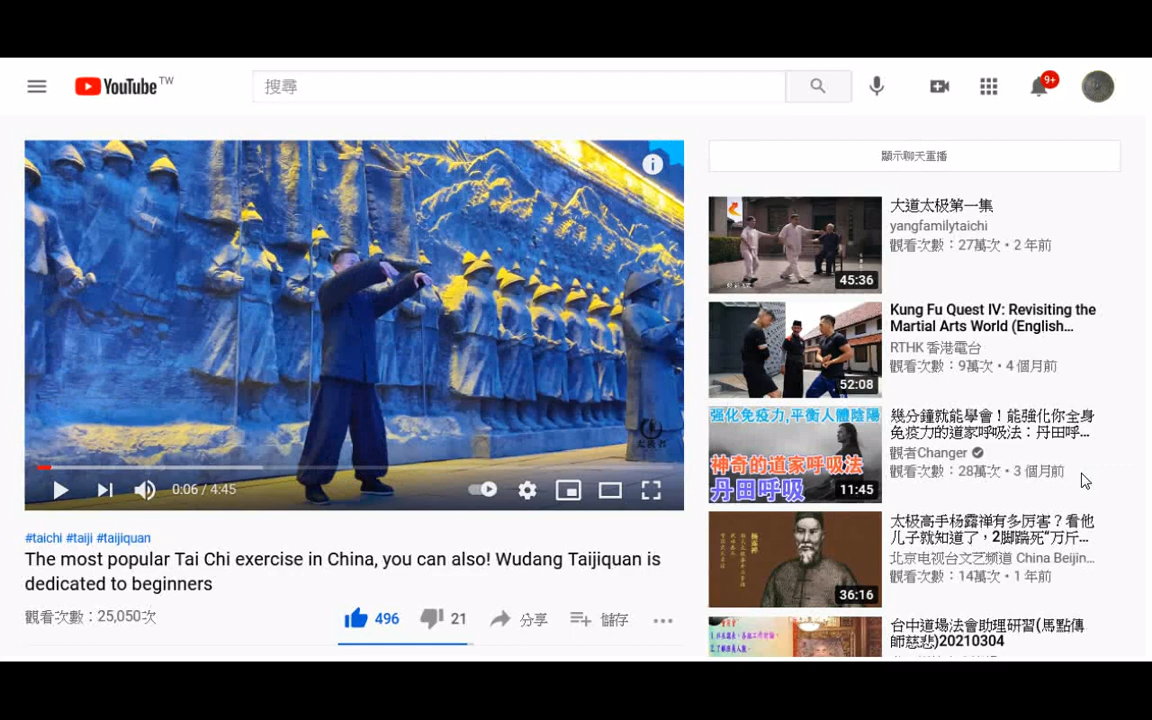 YouTube TW
搜尋
9+
0:06 / 4:45
#taichi #taiji #taijiquan
The most popular Tai Chi exercise in China, you can also! Wudang Taijiquan is
dedicated to beginners
觀看次數：25,050次
496
21
分享
儲存
顯示聊天重播
大道太极第一集
yangfamilytaichi
觀看次數：27萬次・2 年前
45:36
Kung Fu Quest IV: Revisiting the
Martial Arts World (English...
RTHK 香港電台
觀看次數：9萬次・4 個月前
52:08
强化免疫力,平衡人體陰陽
神奇的道家呼吸法
丹田呼吸
11:45
幾分鐘就能學會！能強化你全身
免疫力的道家呼吸法：丹田呼...
觀者Changer
觀看次數：28萬次・3 個月前
36:16
太极高手杨露禅有多厉害？看他
儿子就知道了，2脚踹死“万斤...
北京电视台文艺频道 China Beijin...
觀看次數：14萬次・1 年前
台中道場法會助理研習(馬點傳
師慈悲)20210304